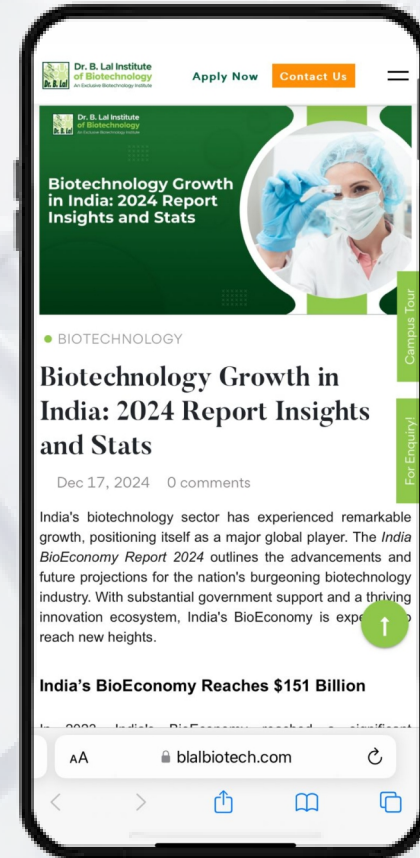 Dr. B. Lal Institute
of Biotechnology
An Exclusive Biotechnology Institute
Dr. B. Lal
Apply Now
Contact Us
Dr. B. Lal Institute
of Biotechnology
An Exclusive Biotechnology Institute
Dr. B. Lal
Biotechnology Growth
in India: 2024 Report
Insights and Stats
Campus Tour
• BIOTECHNOLOGY
Biotechnology Growth in
India: 2024 Report Insights
and Stats
For Enquiry!
Dec 17, 2024 0 comments
India's biotechnology sector has experienced remarkable
growth, positioning itself as a major global player. The India
BioEconomy Report 2024 outlines the advancements and
future projections for the nation's burgeoning biotechnology
industry. With substantial government support and a thriving
innovation ecosystem, India's BioEconomy is
reach new heights.
India's BioEconomy Reaches $151 Billion
AA
blalbiotech.com